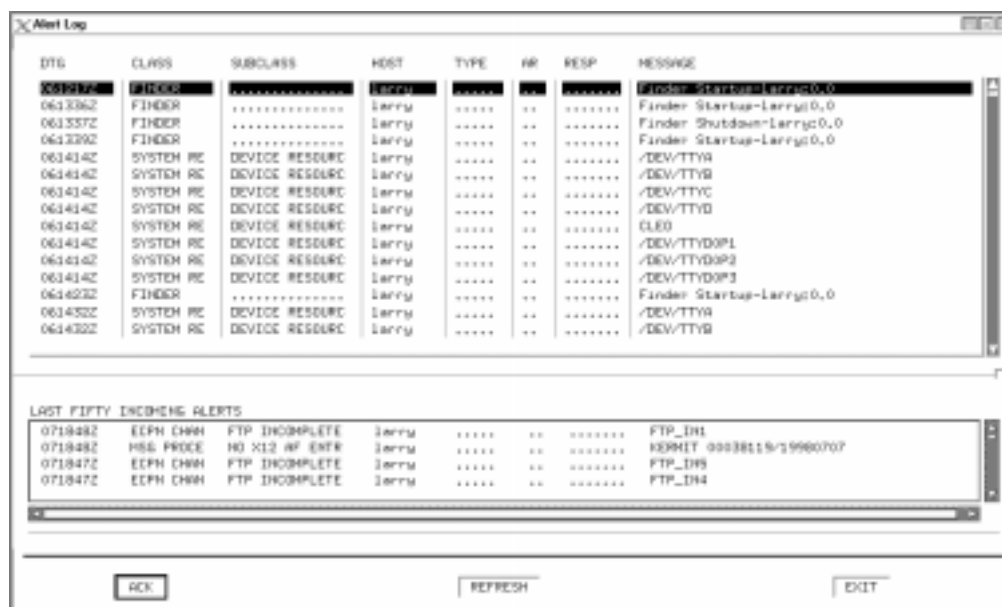 Alert Log
DTG CLASS SUBCLASS HOST TYPE AR RESP MESSAGE
061217Z FINDER .............. larry ..... .. ....... Finder Startup-larry:0.0
061336Z FINDER .............. larry ..... .. ....... Finder Startup-larry:0.0
061337Z FINDER .............. larry ..... .. ....... Finder Shutdown-larry:0.0
061339Z FINDER .............. larry ..... .. ....... Finder Startup-larry:0.0
061414Z SYSTEM RE DEVICE RESOURC larry ..... .. ....... /DEV/TTYA
061414Z SYSTEM RE DEVICE RESOURC larry ..... .. ....... /DEV/TTYB
061414Z SYSTEM RE DEVICE RESOURC larry ..... .. ....... /DEV/TTYC
061414Z SYSTEM RE DEVICE RESOURC larry ..... .. ....... /DEV/TTYD
061414Z SYSTEM RE DEVICE RESOURC larry ..... .. ....... CLEO
061414Z SYSTEM RE DEVICE RESOURC larry ..... .. ....... /DEV/TTYDOP1
061414Z SYSTEM RE DEVICE RESOURC larry ..... .. ....... /DEV/TTYDOP2
061414Z SYSTEM RE DEVICE RESOURC larry ..... .. ....... /DEV/TTYDOP3
061423Z FINDER .............. larry ..... .. ....... Finder Startup-larry:0.0
061432Z SYSTEM RE DEVICE RESOURC larry ..... .. ....... /DEV/TTYA
061432Z SYSTEM RE DEVICE RESOURC larry ..... .. ....... /DEV/TTYB
LAST FIFTY INCOMING ALERTS
071848Z ECPN CHAN FTP INCOMPLETE larry ..... .. ....... FTP_IN1
071848Z MSG PROCE NO X12 AF ENTR larry ..... .. ....... KERMIT 00038119/19980707
071847Z ECPN CHAN FTP INCOMPLETE larry ..... .. ....... FTP_IN5
071847Z ECPN CHAN FTP INCOMPLETE larry ..... .. ....... FTP_IN4
ACK REFRESH EXIT